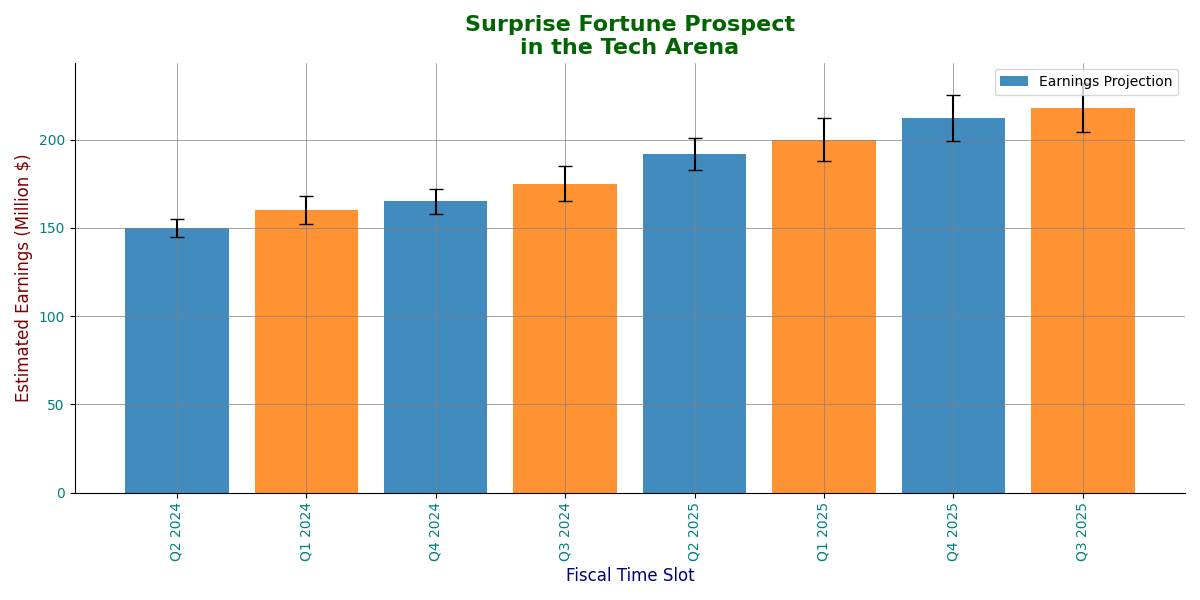 Surprise Fortune Prospect
in the Tech Arena
Earnings Projection
Estimated Earnings (Million $)
200
150
100
50
0
Q2 2024
Q1 2024
Q4 2024
Q3 2024
Q2 2025
Q1 2025
Q4 2025
Q3 2025
Fiscal Time Slot